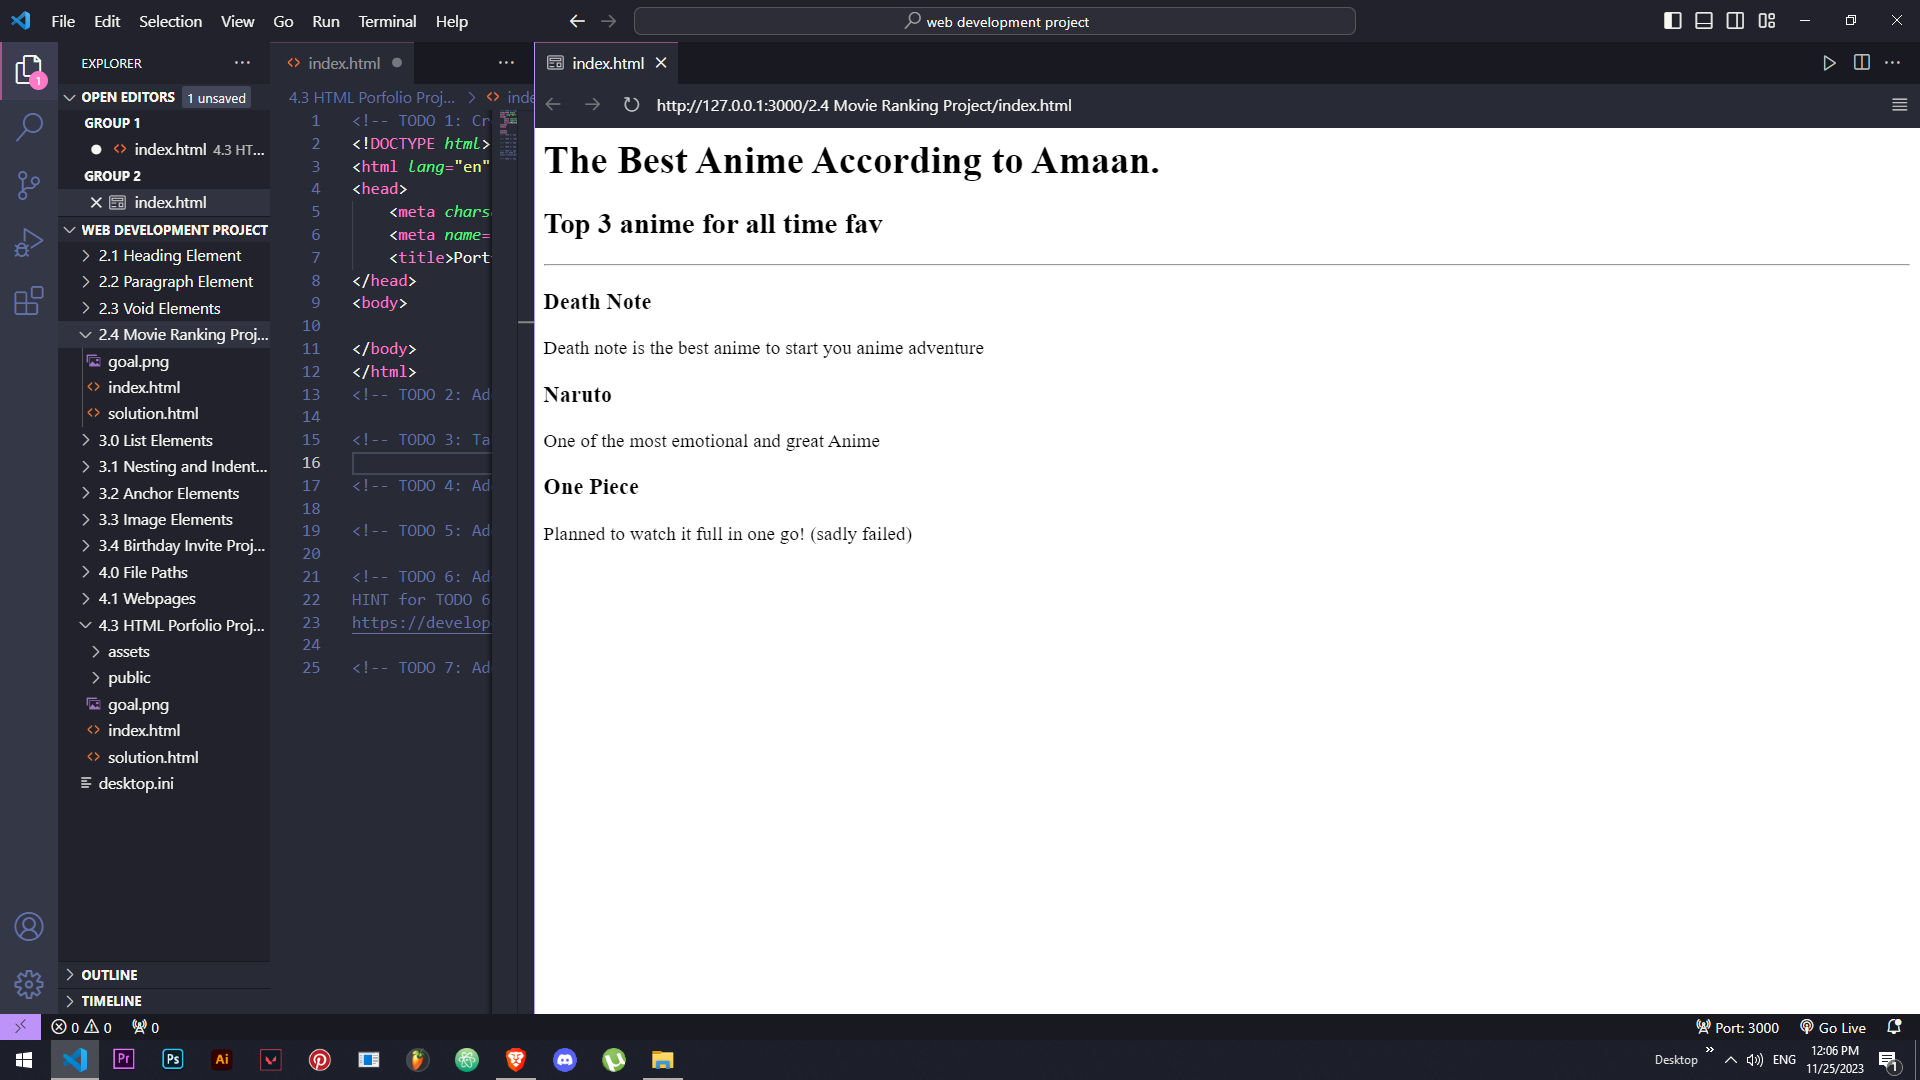 File Edit Selection View Go Run Terminal Help
web development project
EXPLORER
OPEN EDITORS 1 unsaved
GROUP 1
index.html 4.3 HT...
GROUP 2
index.html
WEB DEVELOPMENT PROJECT
2.1 Heading Element
2.2 Paragraph Element
2.3 Void Elements
2.4 Movie Ranking Proj...
goal.png
index.html
solution.html
3.0 List Elements
3.1 Nesting and Indent...
3.2 Anchor Elements
3.3 Image Elements
3.4 Birthday Invite Proj...
4.0 File Paths
4.1 Webpages
4.3 HTML Porfolio Proj...
assets
public
goal.png
index.html
solution.html
desktop.ini
OUTLINE
TIMELINE
index.html
4.3 HTML Porfolio Proj... > <> inde
1 <!-- TODO 1: Cr
2 <!DOCTYPE html>
3 <html lang="en"
4 <head>
5 <meta chars
6 <meta name=
7 <title>Port
8 </head>
9 <body>
10
11 </body>
12 </html>
13 <!-- TODO 2: Ad
14
15 <!-- TODO 3: Ta
16
17 <!-- TODO 4: Ad
18
19 <!-- TODO 5: Ad
20
21 <!-- TODO 6: Ad
22 HINT for TODO 6
23 https://develop
24
25 <!-- TODO 7: Ad
index.html
http://127.0.0.1:3000/2.4 Movie Ranking Project/index.html
The Best Anime According to Amaan.
Top 3 anime for all time fav
Death Note
Death note is the best anime to start you anime adventure
Naruto
One of the most emotional and great Anime
One Piece
Planned to watch it full in one go! (sadly failed)
1
0 0 0
Port: 3000 Go Live
Pr Ps Ai
Desktop ENG
12:06 PM
11/25/2023
1